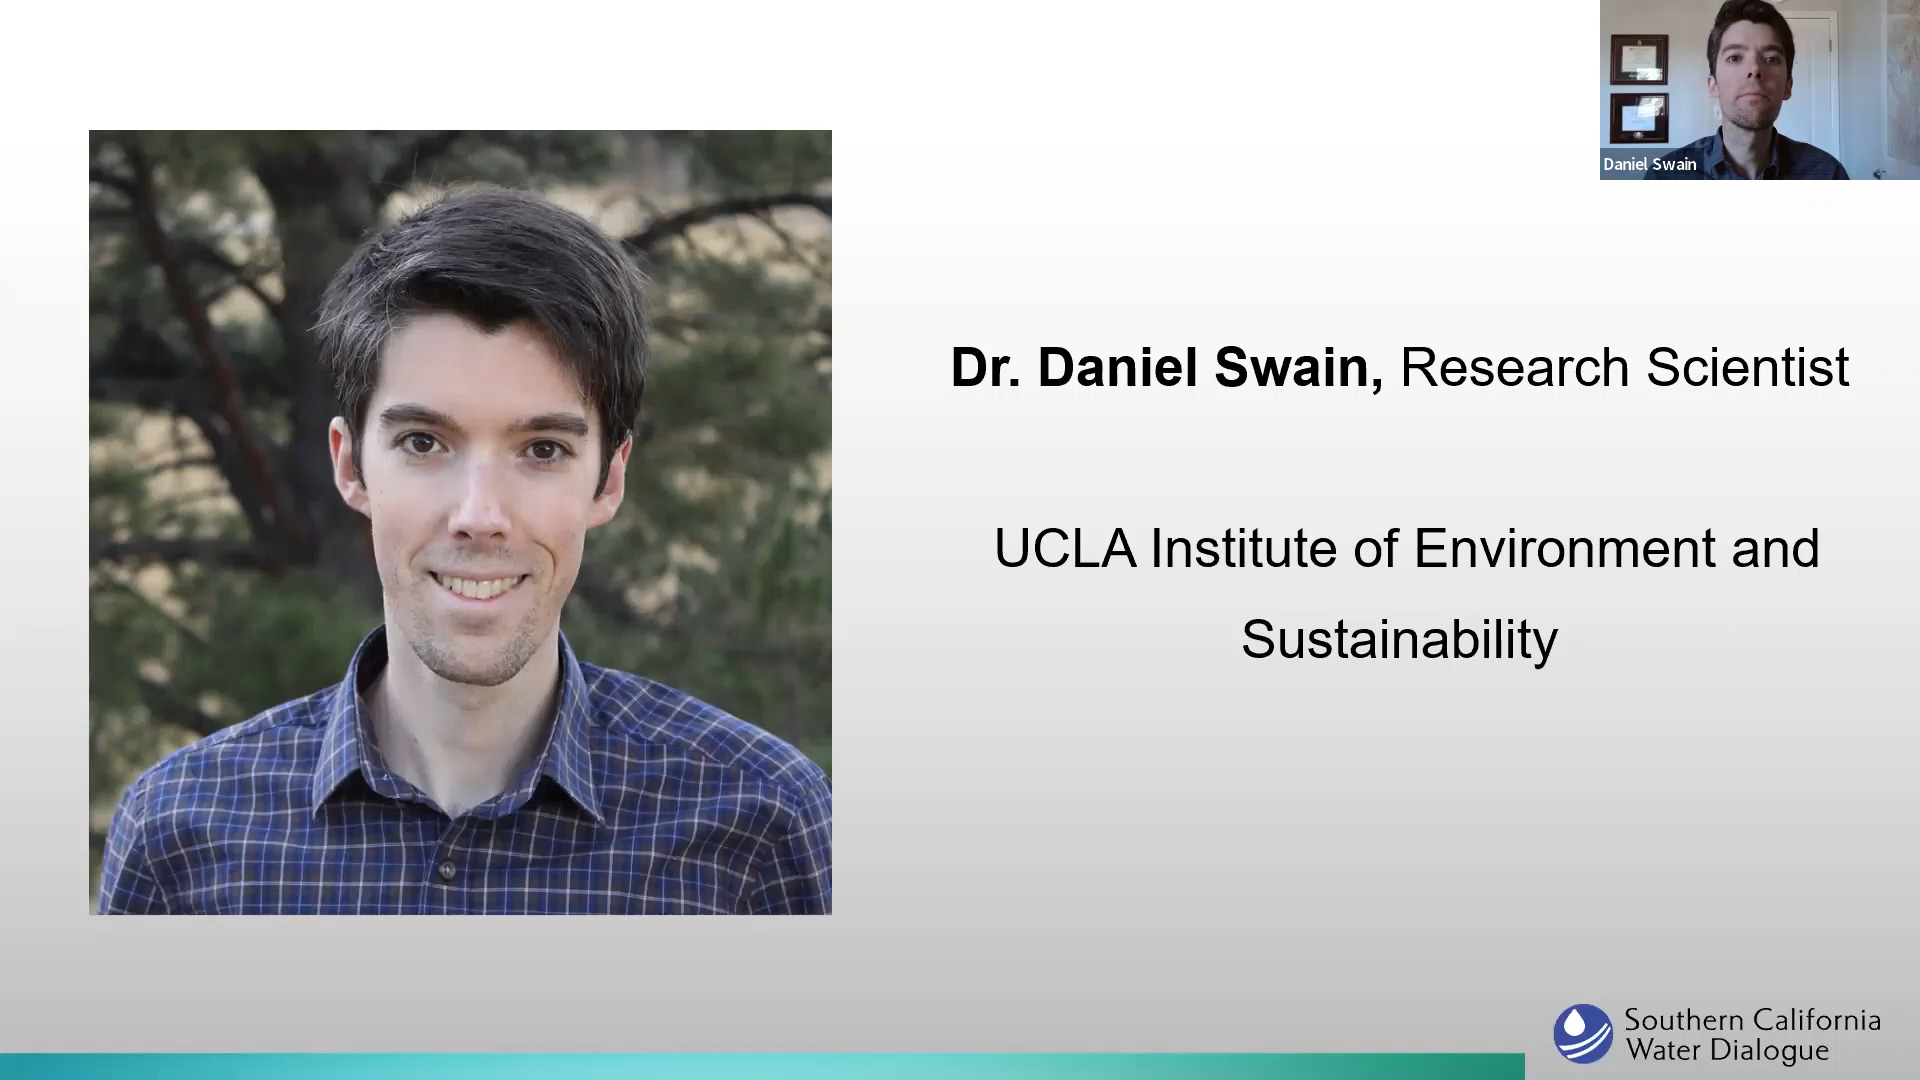 Daniel Swain
Dr. Daniel Swain, Research Scientist
UCLA Institute of Environment and
Sustainability
Southern California
Water Dialogue